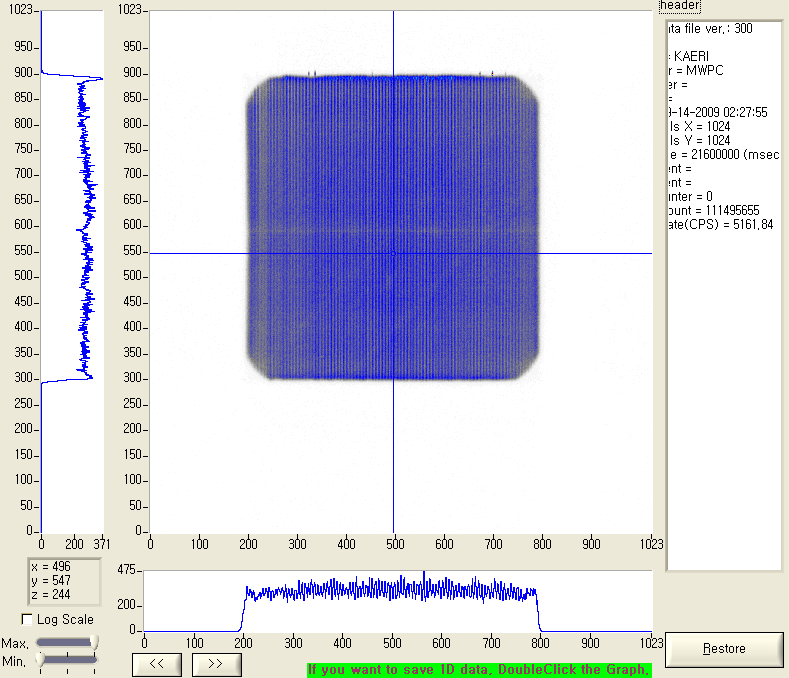 header
ata file ver.: 300
= KAERI
r = MWPC
er =
=
9-14-2009 02:27:55
ls X = 1024
ls Y = 1024
e = 21600000 (msec
ent =
ent =
unter = 0
ount = 111495655
ate(CPS) = 5161.84
1023
950
900
850
800
750
700
650
600
550
500
450
400
350
300
250
200
150
100
50
0
0 200 371
1023
950
900
850
800
750
700
650
600
550
500
450
400
350
300
250
200
150
100
50
0
0 100 200 300 400 500 600 700 800 900 1023
x = 496
y = 547
z = 244
Log Scale
Max.
Min.
475
200
0
0 100 200 300 400 500 600 700 800 900 1023
<< >>
If you want to save 1D data, DoubleClick the Graph.
Restore